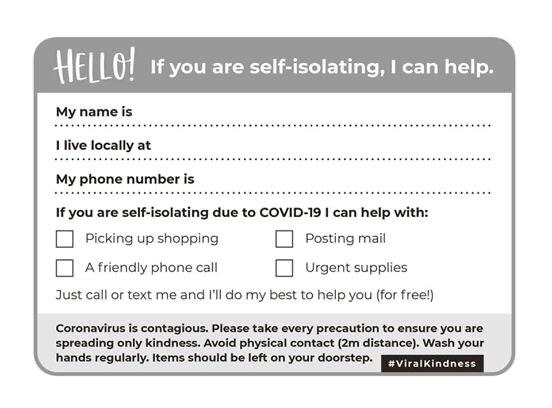 HELLO! If you are self-isolating, I can help.
My name is
I live locally at
My phone number is
If you are self-isolating due to COVID-19 I can help with:
Picking up shopping Posting mail
A friendly phone call Urgent supplies
Just call or text me and I'll do my best to help you (for free!)
Coronavirus is contagious. Please take every precaution to ensure you are
spreading only kindness. Avoid physical contact (2m distance). Wash your
hands regularly. Items should be left on your doorstep. #ViralKindness